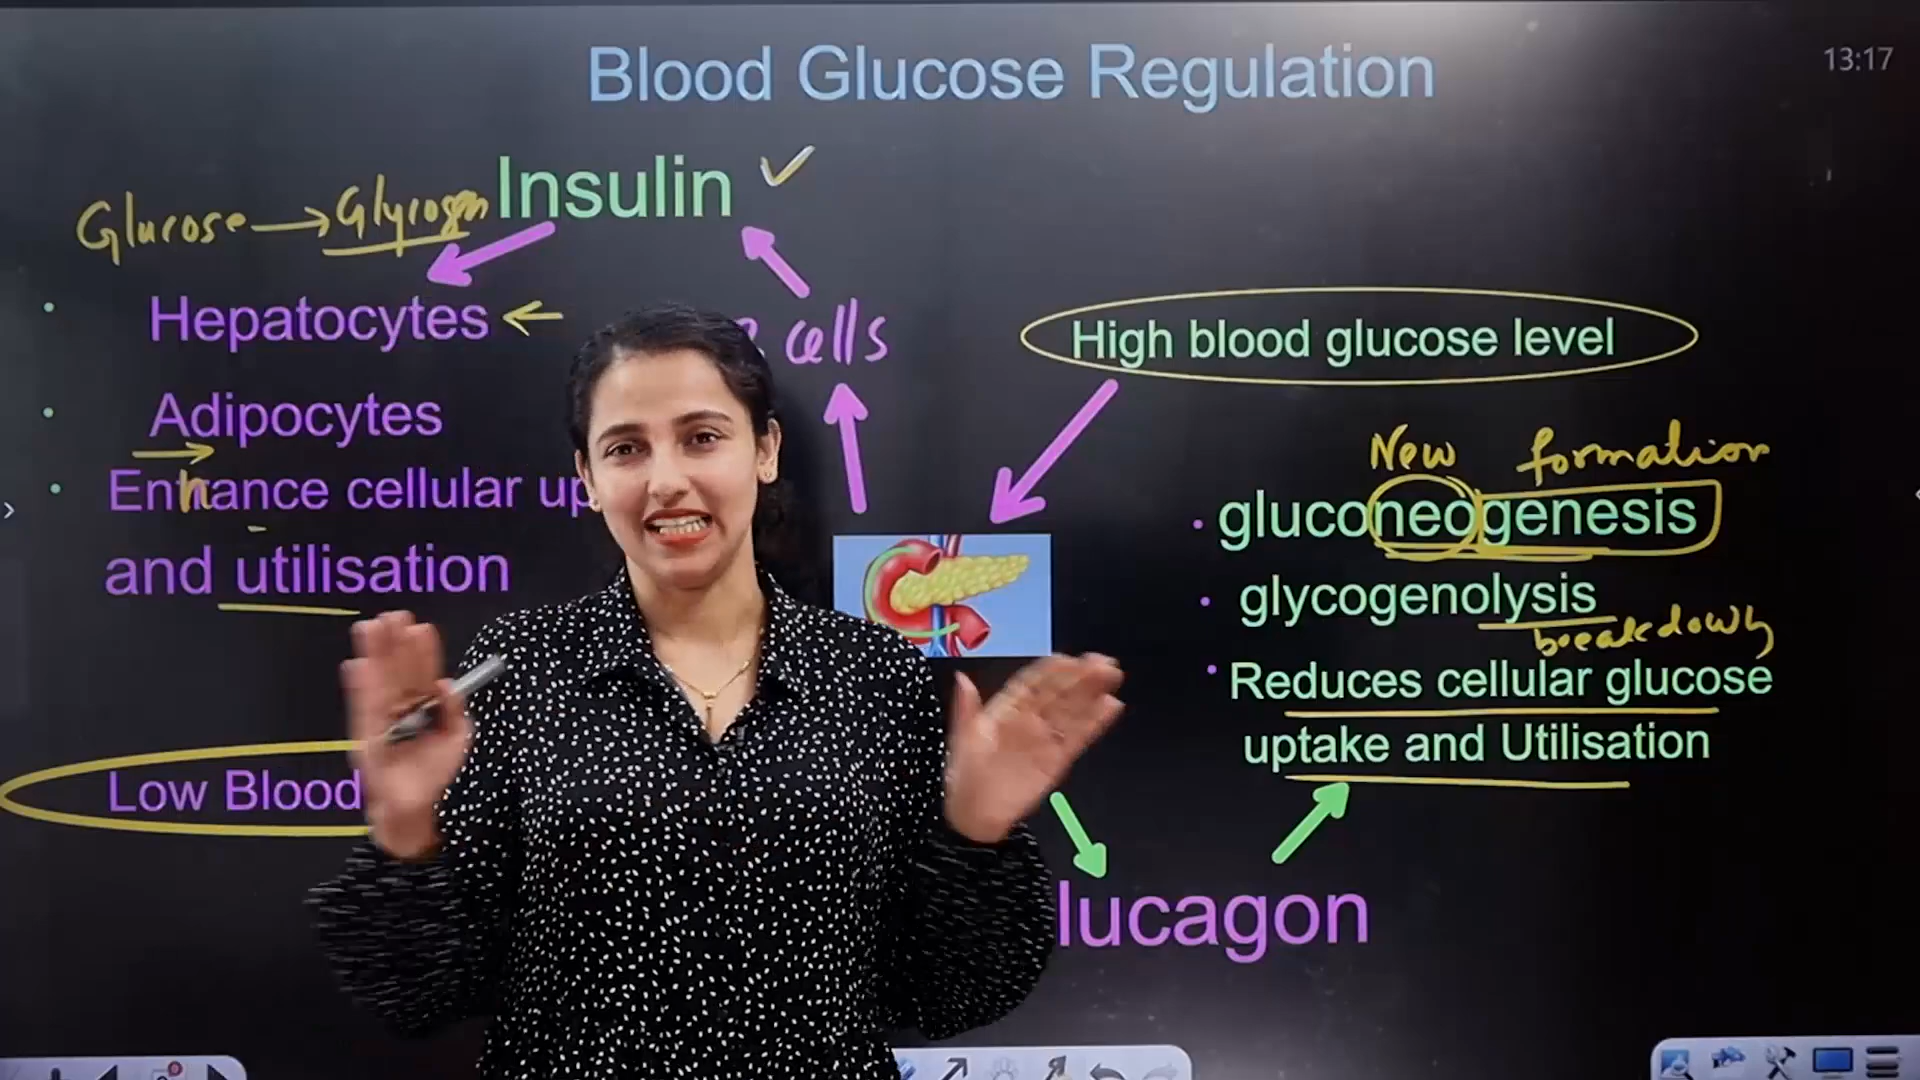 Blood Glucose Regulation
13:17
Insulin
Glucose → Glycogen
Hepatocytes
cells
High blood glucose level
Adipocytes
New formation
Enhance cellular up
gluconeogenesis
and utilisation
glycogenolysis
breakdown
Reduces cellular glucose
uptake and Utilisation
Low Blood
lucagon